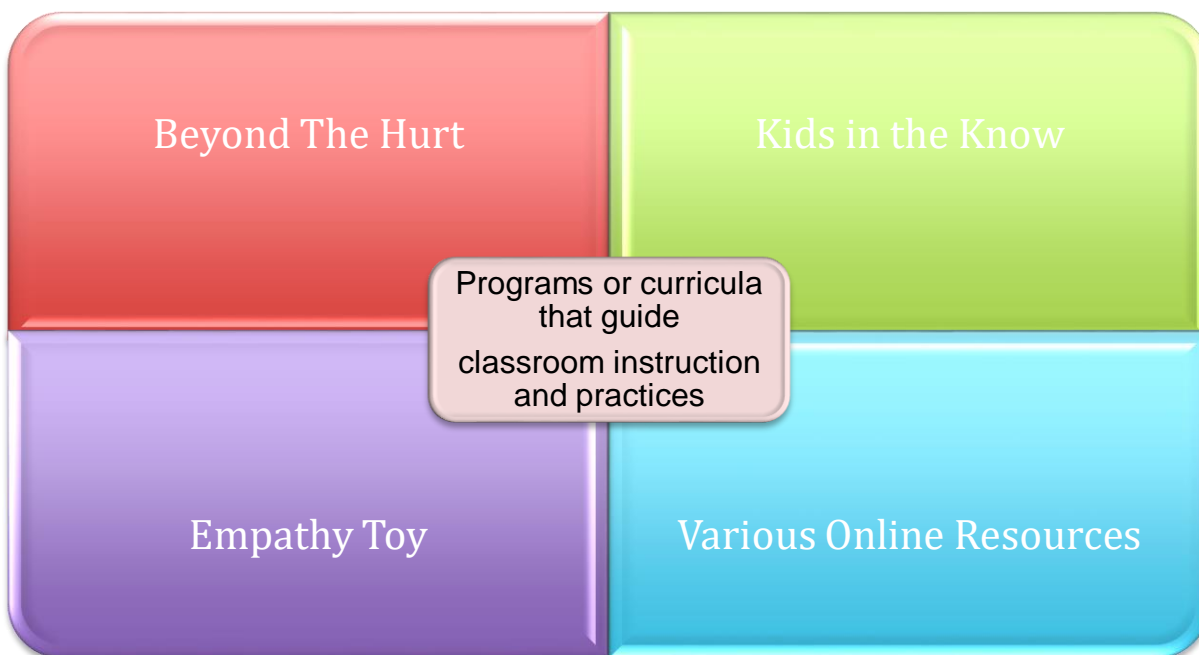 Beyond The Hurt
Kids in the Know
Programs or curricula
that guide
classroom instruction
and practices
Empathy Toy
Various Online Resources